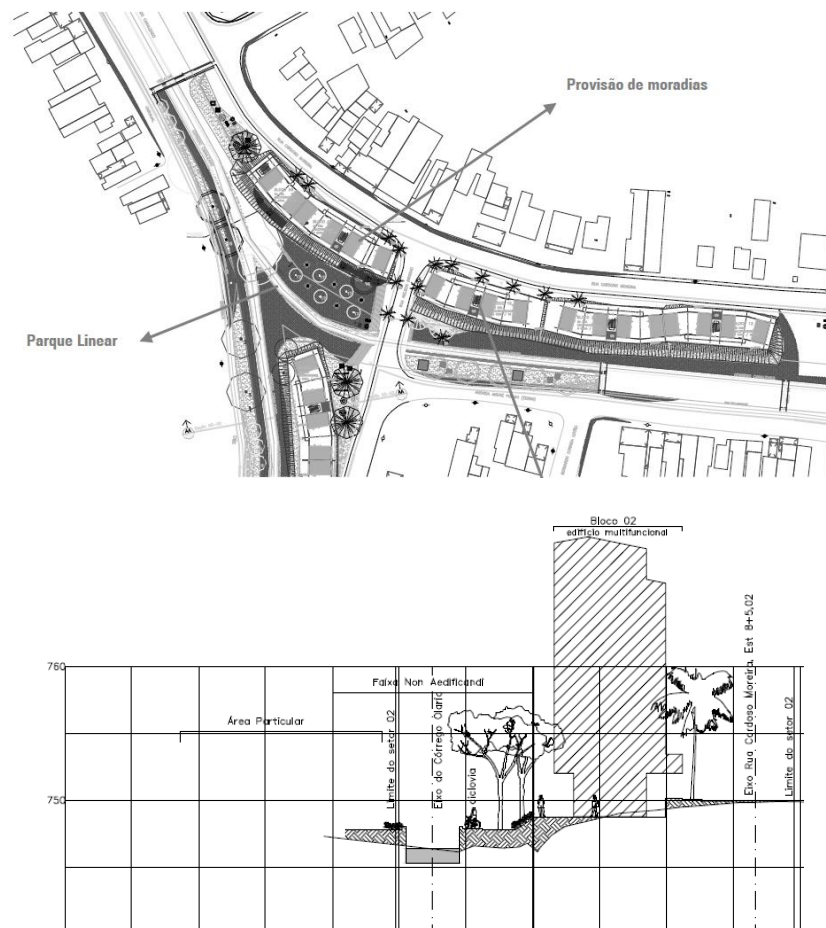 Provisão de moradias
Parque Linear
Bloco 02
edifício multifuncional
760
Faixa Non Aedificandi
Área Particular
Limite do setor 02
Eixo do Córrego Olaria
ciclovia
Eixo Rua Cardoso Moreira, Est 8+5,02
Limite do setor 02
750